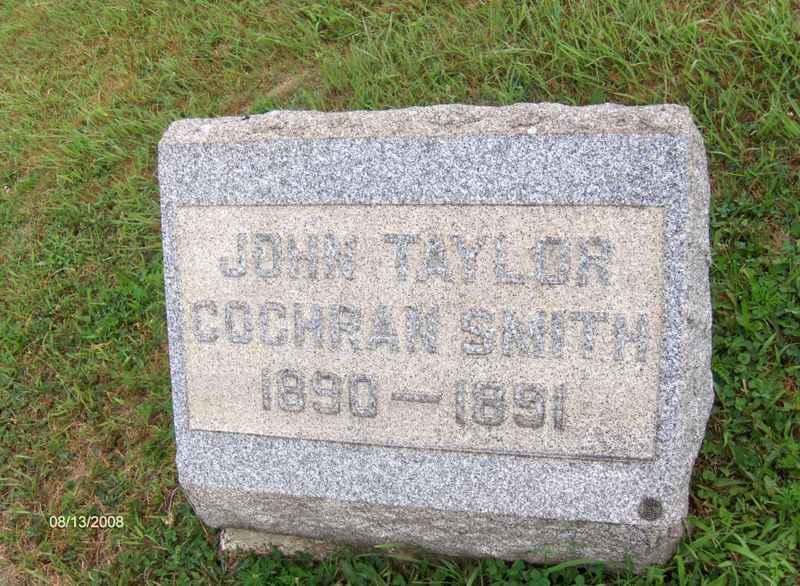 JOHN TAYLOR
COCHRAN SMITH
1890 — 1891
08/13/2008